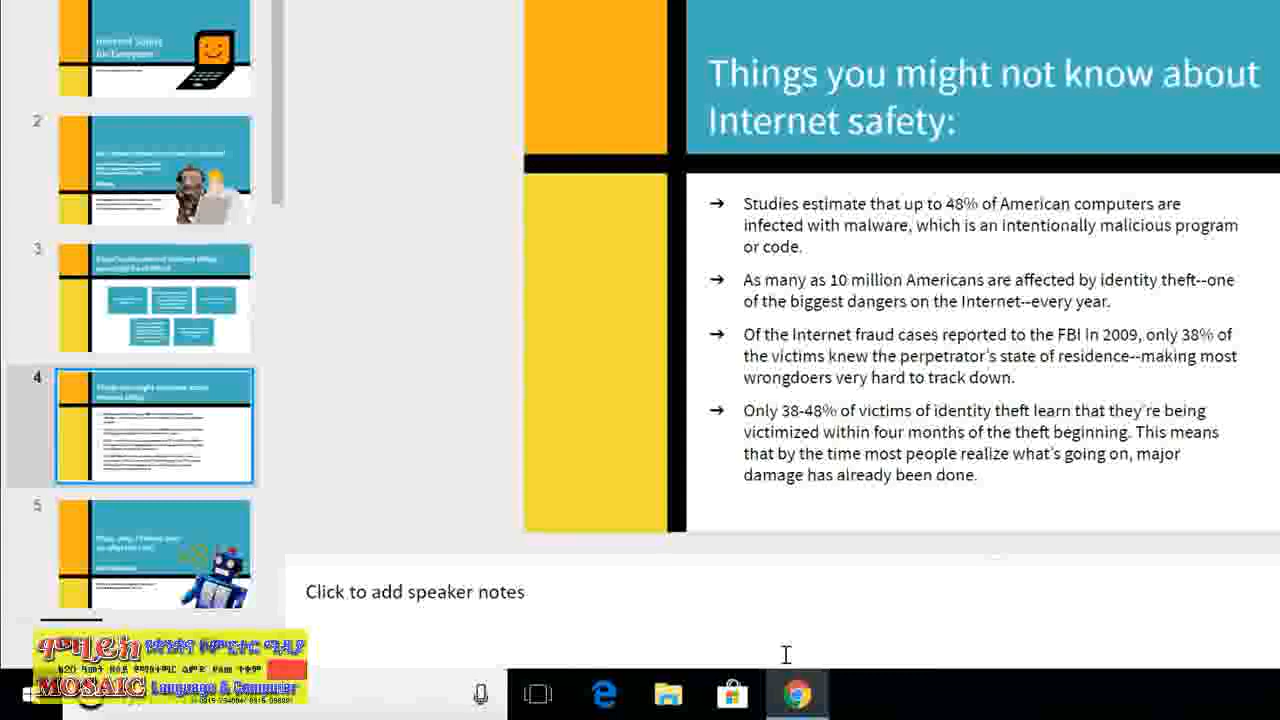 Internet Safety
for Everyone
2
3
4
5
Things you might not know about
Internet safety:
➔ Studies estimate that up to 48% of American computers are
infected with malware, which is an intentionally malicious program
or code.
➔ As many as 10 million Americans are affected by identity theft--one
of the biggest dangers on the Internet--every year.
➔ Of the Internet fraud cases reported to the FBI in 2009, only 38% of
the victims knew the perpetrator's state of residence--making most
wrongdoers very hard to track down.
➔ Only 38-48% of victims of identity theft learn that they're being
victimized within four months of the theft beginning. This means
that by the time most people realize what's going on, major
damage has already been done.
Click to add speaker notes
ሞዛይክ
MOSAIC
Language & Computer